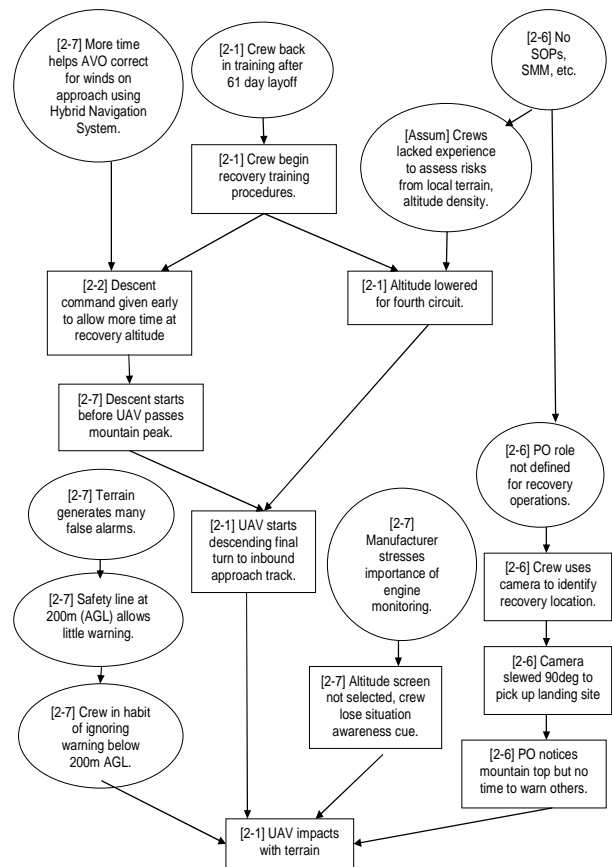 [2-7] More time
helps AVO correct
for winds on
approach using
Hybrid Navigation
System.
[2-1] Crew back
in training after
61 day layoff
[2-6] No
SOPs,
SMM, etc.
[2-1] Crew begin
recovery training
procedures.
[Assum] Crews
lacked experience
to assess risks
from local terrain,
altitude density.
[2-2] Descent
command given early
to allow more time at
recovery altitude
[2-1] Altitude lowered
for fourth circuit.
[2-7] Descent starts
before UAV passes
mountain peak.
[2-6] PO role
not defined
for recovery
operations.
[2-7] Terrain
generates many
false alarms.
[2-1] UAV starts
descending final
turn to inbound
approach track.
[2-7]
Manufacturer
stresses
importance of
engine
monitoring.
[2-6] Crew uses
camera to identify
recovery location.
[2-7] Safety line at
200m (AGL) allows
little warning.
[2-7] Altitude screen
not selected, crew
lose situation
awareness cue.
[2-6] Camera
slewed 90deg to
pick up landing site
[2-7] Crew in habit
of ignoring
warning below
200m AGL.
[2-6] PO notices
mountain top but no
time to warn others.
[2-1] UAV impacts
with terrain